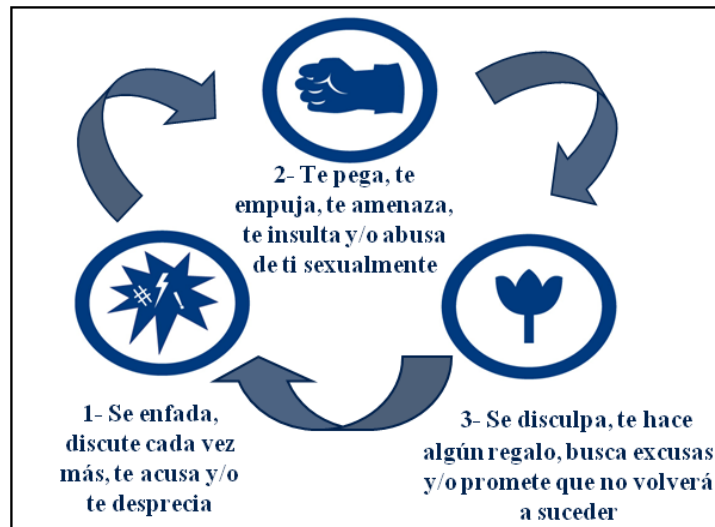 2- Te pega, te
empuja, te amenaza,
te insulta y/o abusa
de ti sexualmente
#!
1- Se enfada,
discute cada vez
más, te acusa y/o
te desprecia
3- Se disculpa, te hace
algún regalo, busca excusas
y/o promete que no volverá
a suceder